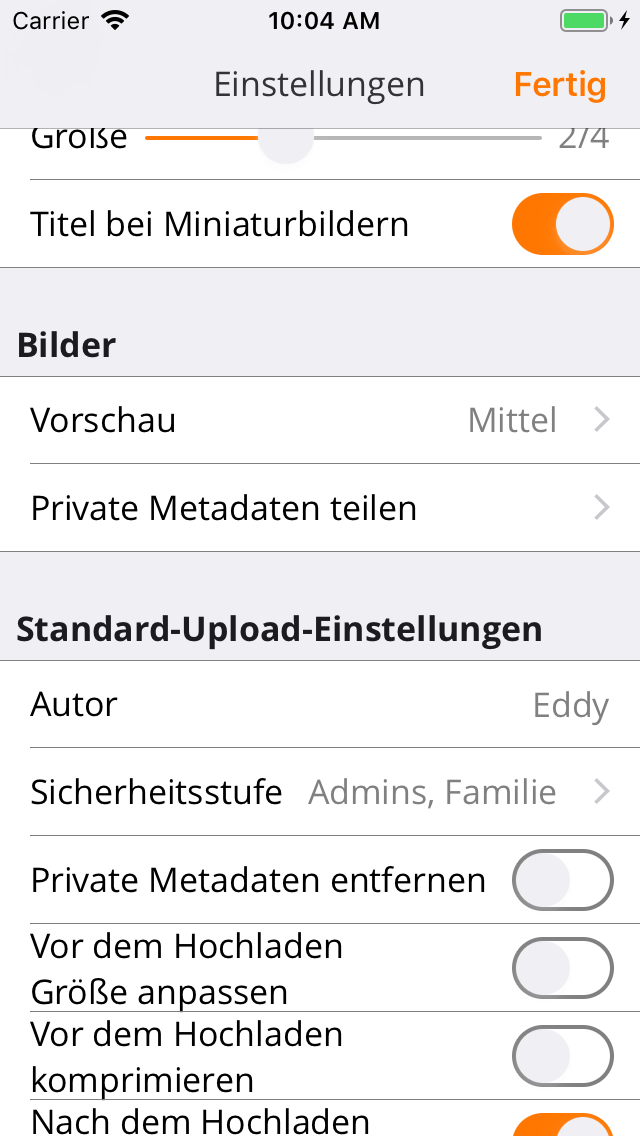 Carrier 10:04 AM
Einstellungen Fertig
Größe 2/4
Titel bei Miniaturbildern
Bilder
Vorschau Mittel
Private Metadaten teilen
Standard-Upload-Einstellungen
Autor Eddy
Sicherheitsstufe Admins, Familie
Private Metadaten entfernen
Vor dem Hochladen
Größe anpassen
Vor dem Hochladen
komprimieren
Nach dem Hochladen